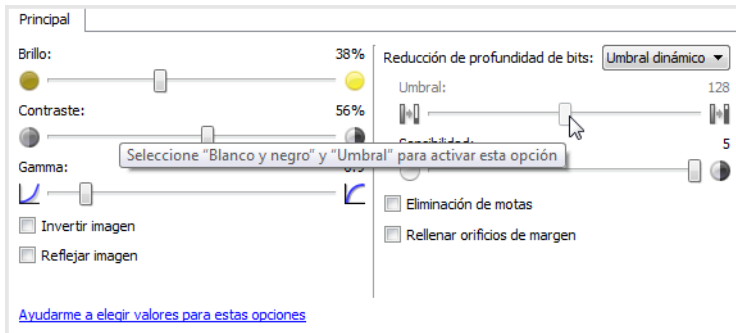 Principal
Brillo:
38%
Contraste:
56%
Seleccione "Blanco y negro" y "Umbral" para activar esta opción
Gamma:
Invertir imagen
Reflejar imagen
Reducción de profundidad de bits:
Umbral dinámico
Umbral:
128
5
Eliminación de motas
Rellenar orificios de margen
Ayudarme a elegir valores para estas opciones